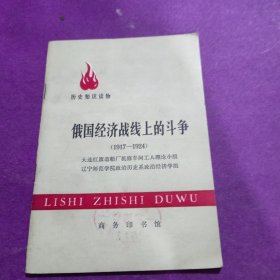 历史知识读物
俄国经济战线上的斗争
(1917—1924)
大连红旗造船厂机修车间工人理论小组
辽宁师范学院政治历史系政治经济学组
LISHI ZHISHI DUWU
商务印书馆